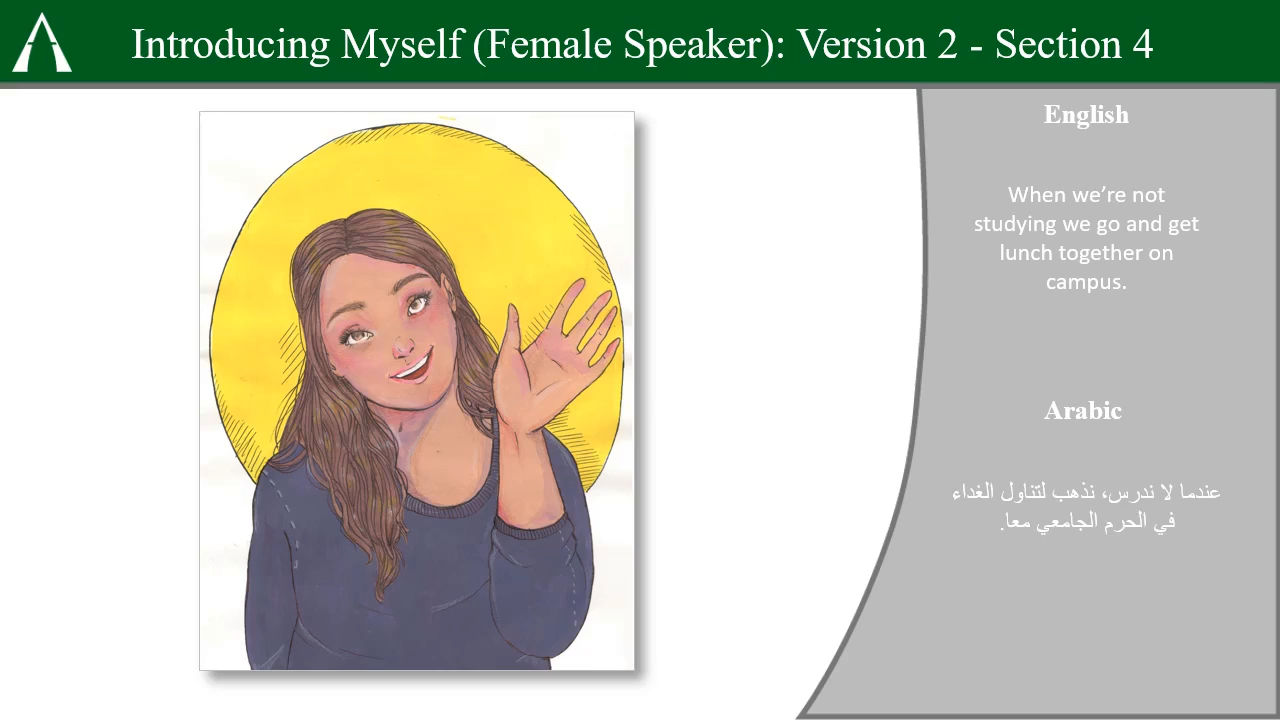 Introducing Myself (Female Speaker): Version 2 - Section 4
English
When we’re not
studying we go and get
lunch together on
campus.
Arabic
عندما لا ندرس، نذهب لتناول الغداء
في الحرم الجامعي معا.